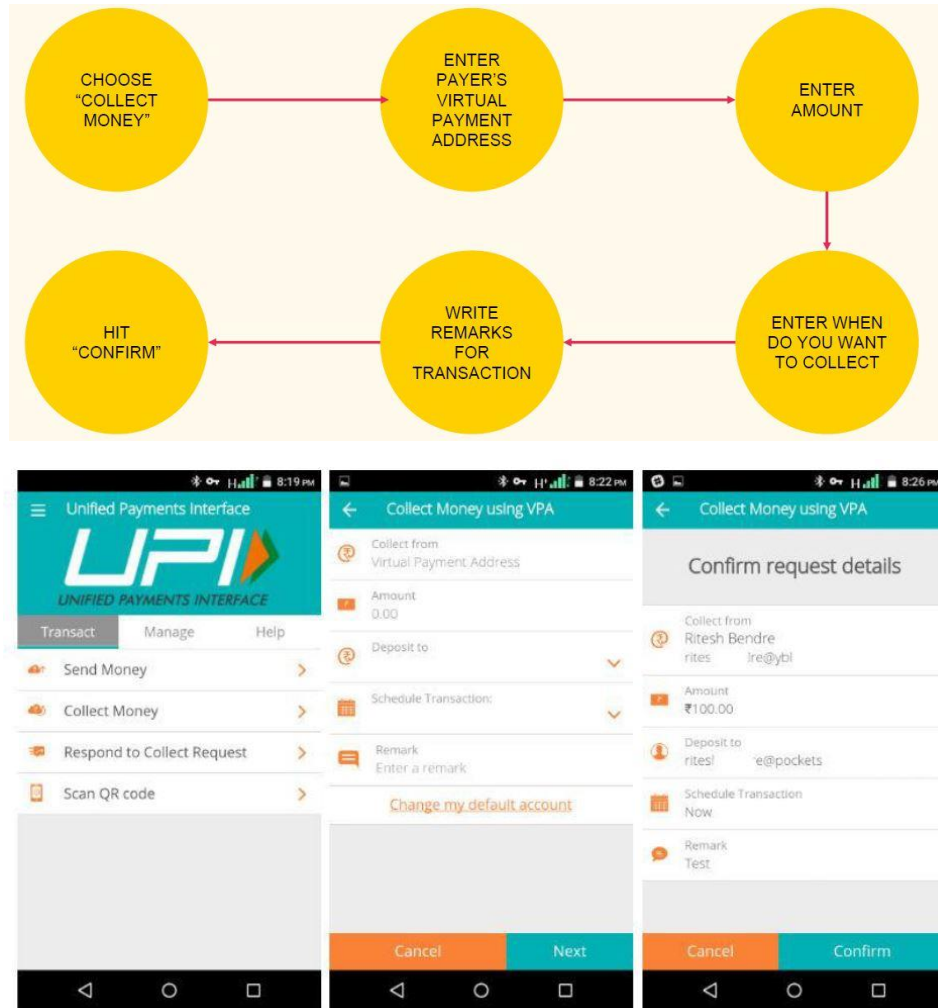 CHOOSE
“COLLECT
MONEY”
ENTER
PAYER’S
VIRTUAL
PAYMENT
ADDRESS
ENTER
AMOUNT
HIT
“CONFIRM”
WRITE
REMARKS
FOR
TRANSACTION
ENTER WHEN
DO YOU WANT
TO COLLECT
H 8:19 PM
Unified Payments Interface
UPI
UNIFIED PAYMENTS INTERFACE
Transact Manage Help
Send Money
Collect Money
Respond to Collect Request
Scan QR code
H 8:22 PM
Collect Money using VPA
Collect from
Virtual Payment Address
Amount
0.00
Deposit to
Schedule Transaction:
Remark
Enter a remark
Change my default account
Cancel Next
H 8:26 PM
Collect Money using VPA
Confirm request details
Collect from
Ritesh Bendre
rites lre@ybl
Amount
₹100.00
Deposit to
e@pockets
Schedule Transaction
Now
Remark
Test
Cancel Confirm